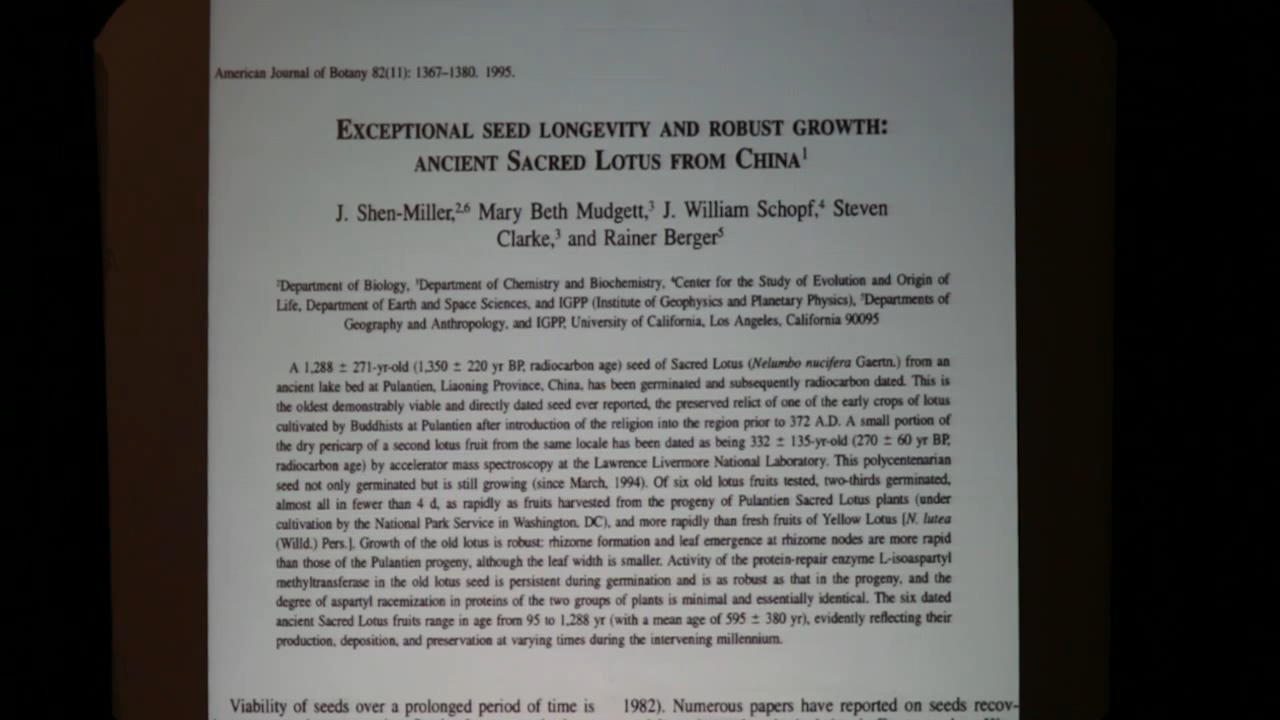 American Journal of Botany 82(11): 1367–1380. 1995.
EXCEPTIONAL SEED LONGEVITY AND ROBUST GROWTH:
ANCIENT SACRED LOTUS FROM CHINA¹
J. Shen-Miller,²,⁶ Mary Beth Mudgett,³ J. William Schopf,⁴ Steven
Clarke,³ and Rainer Berger⁵
²Department of Biology, ³Department of Chemistry and Biochemistry, ⁴Center for the Study of Evolution and Origin of
Life, Department of Earth and Space Sciences, and IGPP (Institute of Geophysics and Planetary Physics), ⁵Departments of
Geography and Anthropology, and IGPP, University of California, Los Angeles, California 90095
A 1,288 ± 271-yr-old (1,350 ± 220 yr BP, radiocarbon age) seed of Sacred Lotus (Nelumbo nucifera Gaertn.) from an
ancient lake bed at Pulantien, Liaoning Province, China, has been germinated and subsequently radiocarbon dated. This is
the oldest demonstrably viable and directly dated seed ever reported, the preserved relict of one of the early crops of lotus
cultivated by Buddhists at Pulantien after introduction of the religion into the region prior to 372 A.D. A small portion of
the dry pericarp of a second lotus fruit from the same locale has been dated as being 332 ± 135-yr-old (270 ± 60 yr BP,
radiocarbon age) by accelerator mass spectroscopy at the Lawrence Livermore National Laboratory. This polycentenarian
seed not only germinated but is still growing (since March, 1994). Of six old lotus fruits tested, two-thirds germinated,
almost all in fewer than 4 d, as rapidly as fruits harvested from the progeny of Pulantien Sacred Lotus plants (under
cultivation by the National Park Service in Washington, DC), and more rapidly than fresh fruits of Yellow Lotus [N. lutea
(Willd.) Pers.]. Growth of the old lotus is robust: rhizome formation and leaf emergence at rhizome nodes are more rapid
than those of the Pulantien progeny, although the leaf width is smaller. Activity of the protein-repair enzyme L-isoaspartyl
methyltransferase in the old lotus seed is persistent during germination and is as robust as that in the progeny, and the
degree of aspartyl racemization in proteins of the two groups of plants is minimal and essentially identical. The six dated
ancient Sacred Lotus fruits range in age from 95 to 1,288 yr (with a mean age of 595 ± 380 yr), evidently reflecting their
production, deposition, and preservation at varying times during the intervening millennium.
Viability of seeds over a prolonged period of time is
1982). Numerous papers have reported on seeds recov-